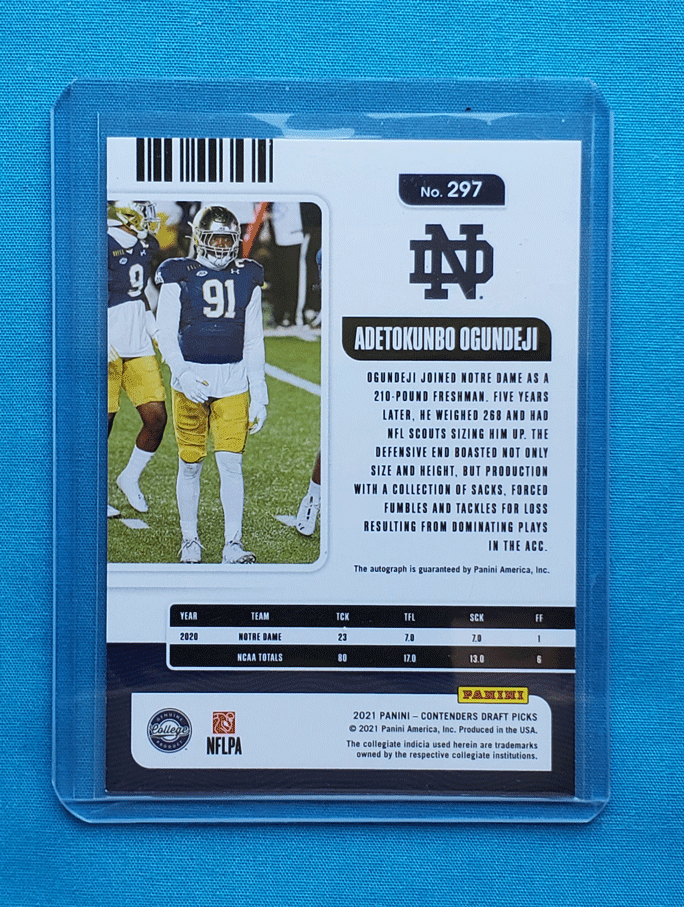 No. 297
ND
ADETOKUNBO OGUNDEJI
9
91
OGUNDEJI JOINED NOTRE DAME AS A
210-POUND FRESHMAN. FIVE YEARS
LATER, HE WEIGHED 268 AND HAD
NFL SCOUTS SIZING HIM UP. THE
DEFENSIVE END BOASTED NOT ONLY
SIZE AND HEIGHT, BUT PRODUCTION
WITH A COLLECTION OF SACKS, FORCED
FUMBLES AND TACKLES FOR LOSS
RESULTING FROM DOMINATING PLAYS
IN THE ACC.
The autograph is guaranteed by Panini America, Inc.
YEAR TEAM TCK TFL SCK FF
2020 NOTRE DAME 23 7.0 7.0 1
NCAA TOTALS 80 17.0 13.0 6
PANINI
GENUINE
College
PRODUCT
NFLPA
2021 PANINI – CONTENDERS DRAFT PICKS
© 2021 Panini America, Inc. Produced in the USA.
The collegiate indicia used herein are trademarks
owned by the respective collegiate institutions.